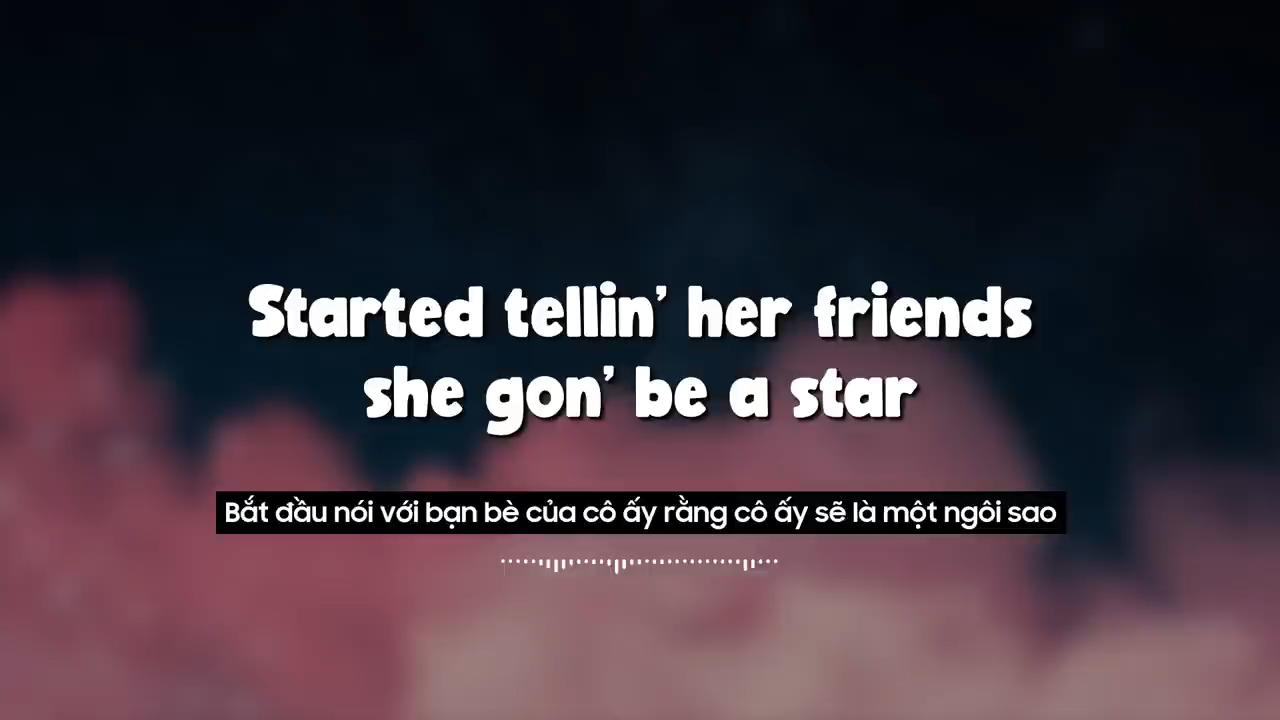 Started tellin' her friends
she gon' be a star
Bắt đầu nói với bạn bè của cô ấy rằng cô ấy sẽ là một ngôi sao